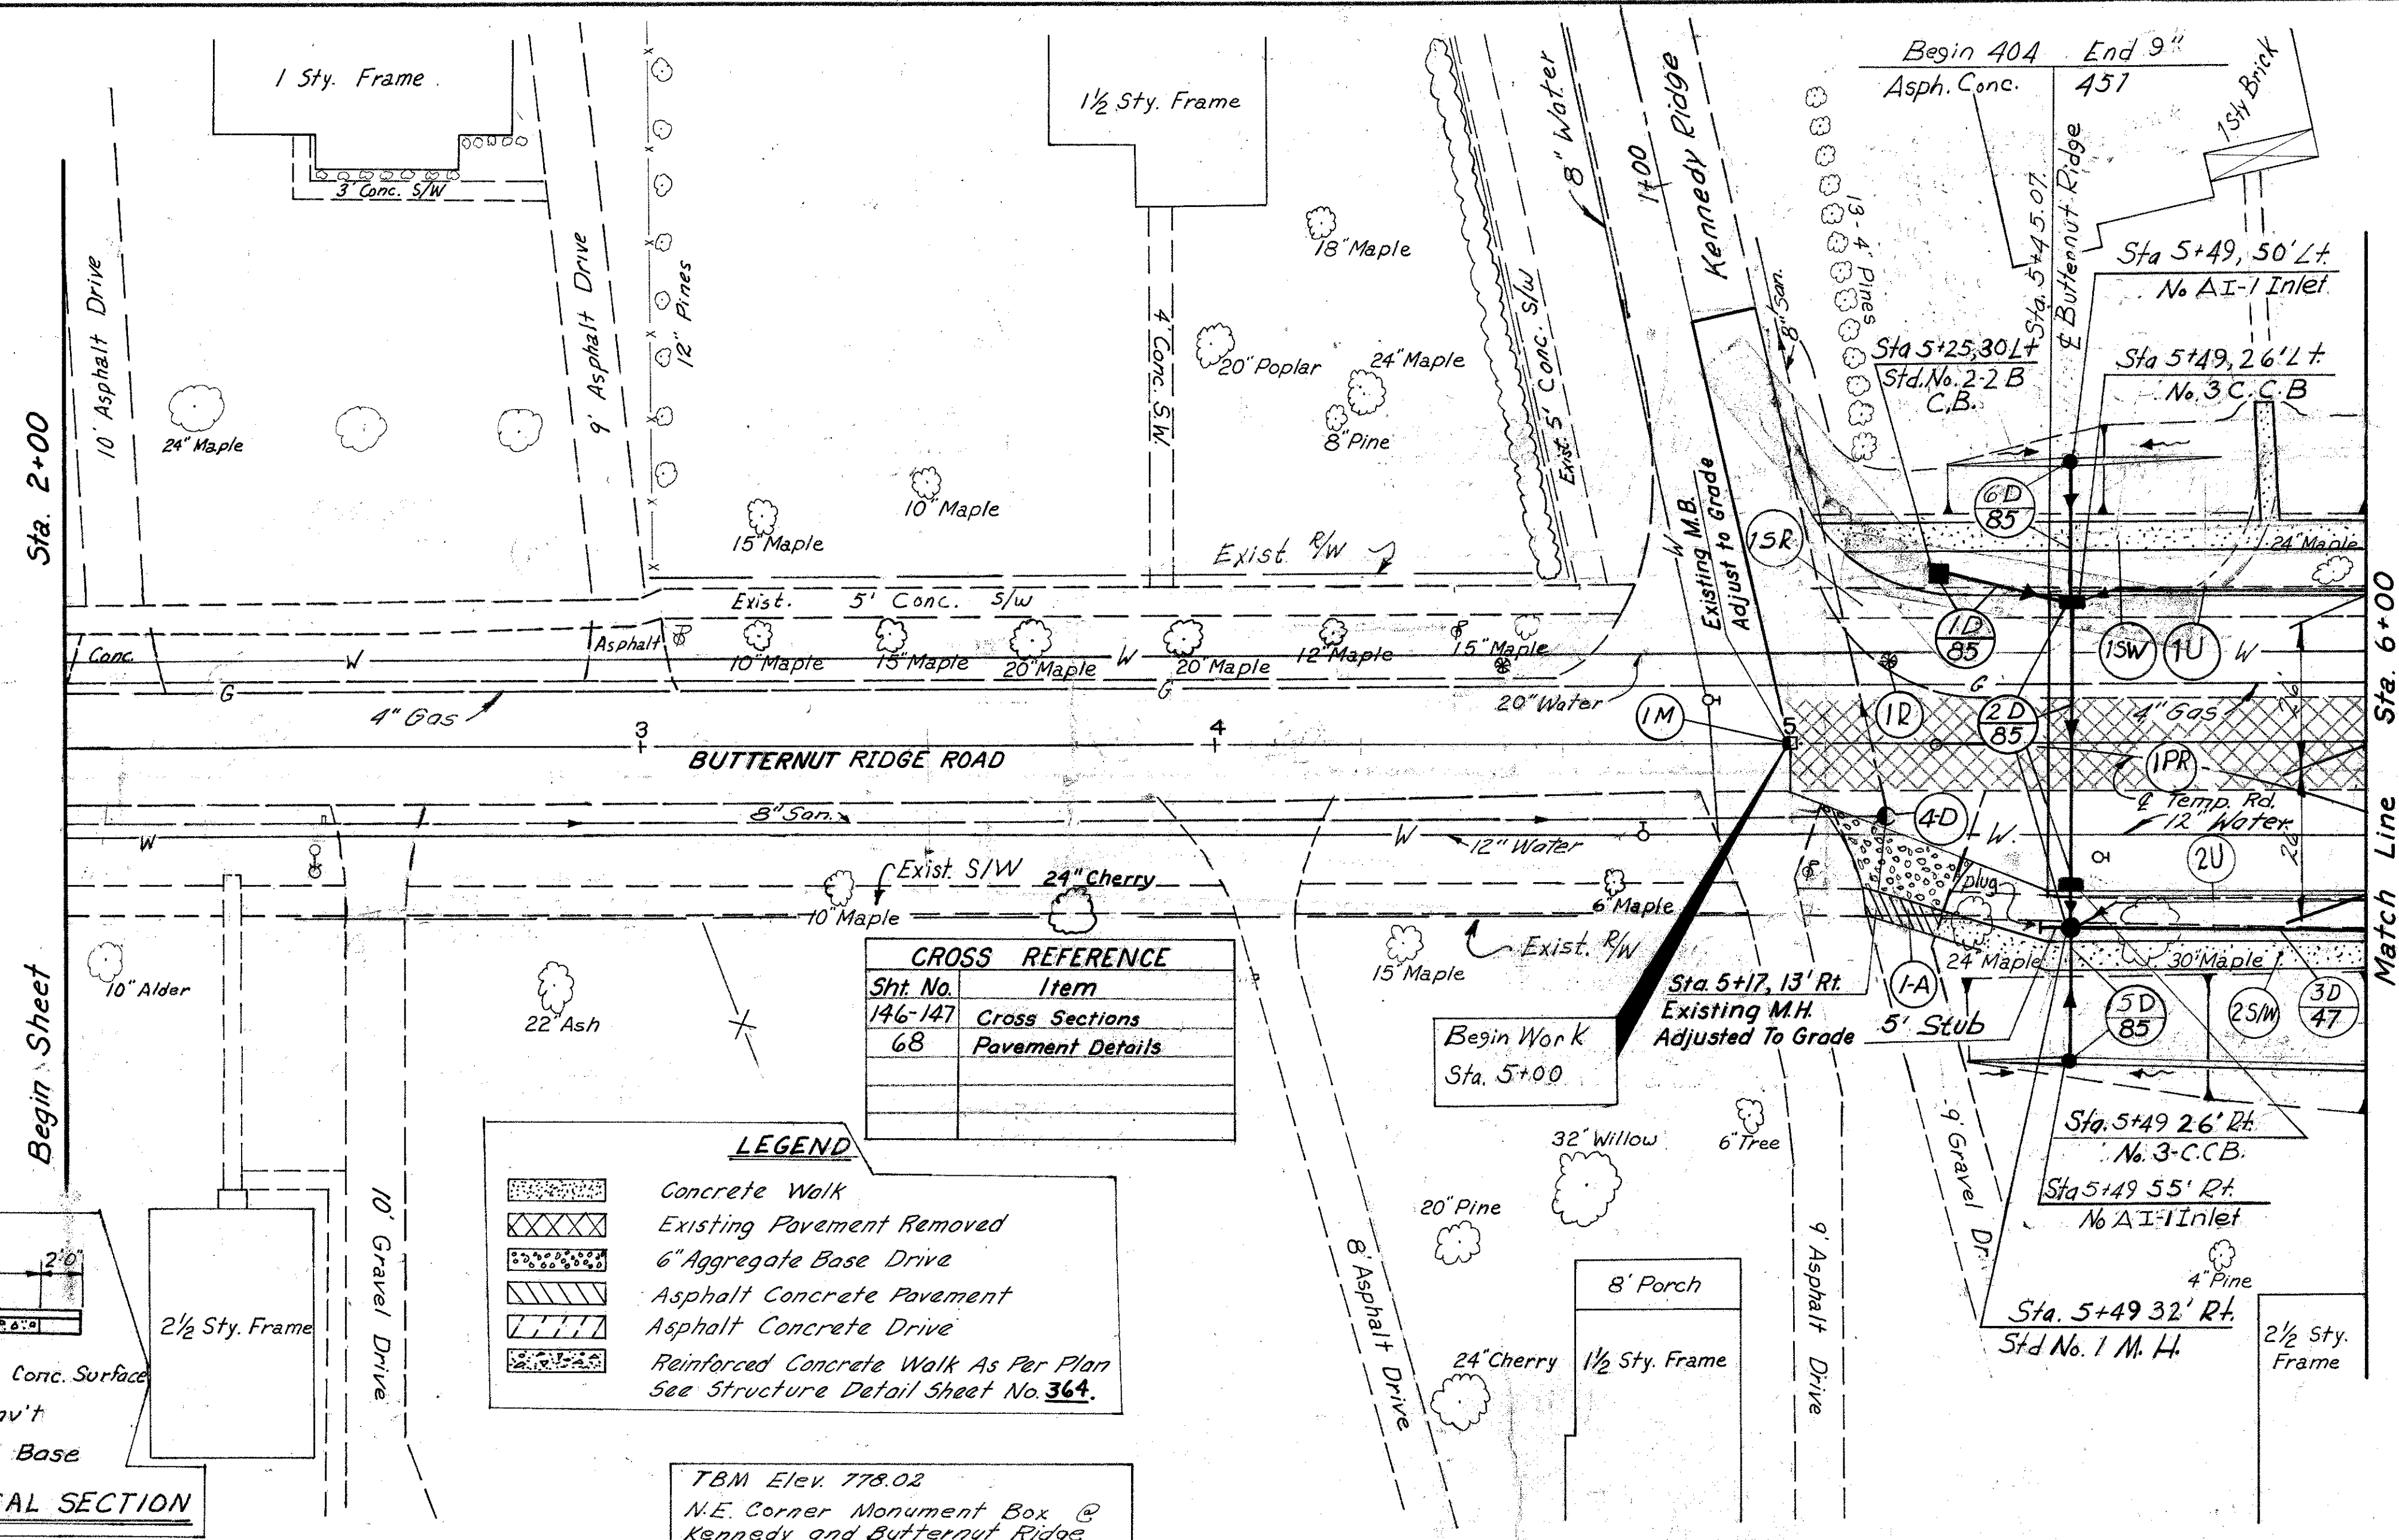 1 Sty. Frame
3' Conc. S/W
10' Asphalt Drive
9' Asphalt Drive
12" Pines
24" Maple
Sta. 2+00
Begin Sheet
1½ Sty. Frame
4' Conc. S/W
18" Maple
20" Poplar
24" Maple
8" Pine
15" Maple
10" Maple
Exist. R/W
Exist. 5' Conc. S/W
8" Water
1+00
Kennedy Ridge
8" San.
13-4' Pines
Begin 404
Asph. Conc.
End 9"
451
1 Sty Brick
Sta. 5+45.07
℄ Butternut Ridge
Sta 5+49, 50' Lt.
No AI-1 Inlet
Sta 5+25, 30 Lt
Std. No. 2-2 B
C.B.
Sta 5+49, 26' Lt.
No. 3 C.C.B
Existing M.B.
Adjust to Grade
W
1SR
6D
85
24" Maple
Exist. 5' Conc. S/W
Conc.
W
Asphalt
10" Maple
15" Maple
20" Maple
W
20" Maple
12" Maple
15" Maple
G
4" Gas
G
20" Water
1D
85
1SW
1U
W
1M
1R
G
2D
85
4" Gas
26'
3
4
5
BUTTERNUT RIDGE ROAD
1PR
℄ Temp. Rd.
12" Water
8" San.
W
W
12" Water
4-D
W.
2U
Exist. S/W
24" Cherry
10" Maple
6" Maple
plug
Match Line Sta. 6+00
10" Alder
22" Ash
15" Maple
Exist. R/W
24" Maple
30" Maple
CROSS REFERENCE
Sht. No. Item
146-147 Cross Sections
68 Pavement Details
Begin Work
Sta. 5+00
Sta. 5+17, 13' Rt.
Existing M.H.
Adjusted To Grade
1-A
5' Stub
5D
85
2S/W
3D
47
Sta. 5+49 26' Rt.
No. 3-C.C.B.
Sta 5+49 55' Rt.
No AI-1 Inlet
LEGEND
Concrete Walk
Existing Pavement Removed
6" Aggregate Base Drive
Asphalt Concrete Pavement
Asphalt Concrete Drive
Reinforced Concrete Walk As Per Plan
See Structure Detail Sheet No. 364.
32" Willow
6" Tree
20" Pine
9' Gravel Dr.
4" Pine
8' Asphalt Drive
8' Porch
24" Cherry
1½ Sty. Frame
9' Asphalt Drive
Sta. 5+49 32' Rt.
Std No. 1 M. H.
2½ Sty.
Frame
2'0"
2½ Sty. Frame
10' Gravel Drive
Conc. Surface
Base
AL SECTION
TBM Elev. 778.02
N.E. Corner Monument Box @
Kennedy and Butternut Ridge